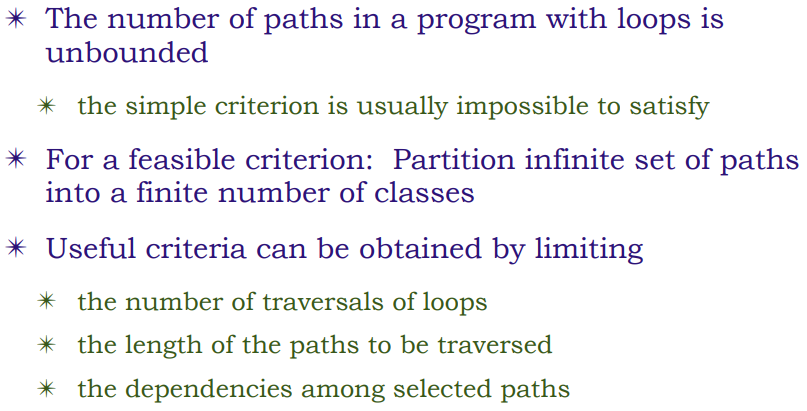 ✴ The number of paths in a program with loops is
unbounded
✴ the simple criterion is usually impossible to satisfy
✴ For a feasible criterion:  Partition infinite set of paths
into a finite number of classes
✴ Useful criteria can be obtained by limiting
✴ the number of traversals of loops
✴ the length of the paths to be traversed
✴ the dependencies among selected paths